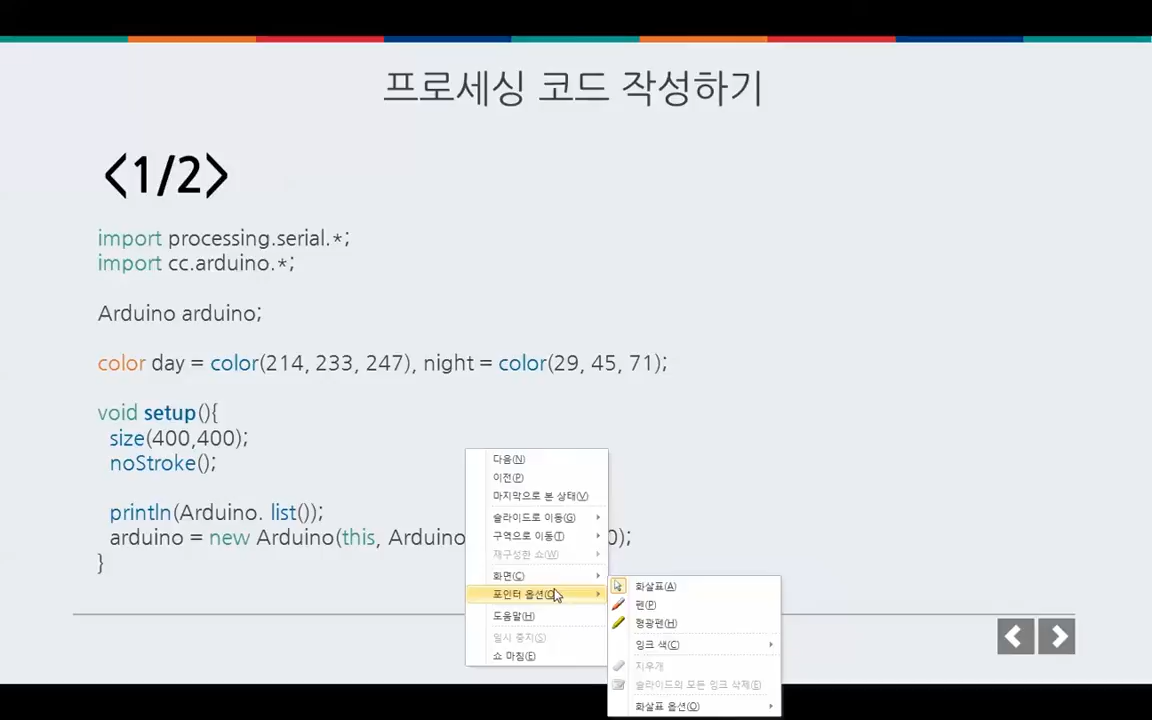 프로세싱 코드 작성하기
<1/2>
import processing.serial.*;
import cc.arduino.*;
Arduino arduino;
color day = color(214, 233, 247), night = color(29, 45, 71);
void setup(){
size(400,400);
noStroke();
println(Arduino. list());
arduino = new Arduino(this, Arduino 0);
}
다음(N)
이전(P)
마지막으로 본 상태(V)
슬라이드로 이동(G)
구역으로 이동(T)
재구성한 쇼(W)
화면(C)
포인터 옵션(O)
도움말(H)
일시 중지(S)
쇼 마침(E)
화살표(A)
펜(P)
형광펜(H)
잉크 색(C)
지우개
슬라이드의 모든 잉크 삭제(E)
화살표 옵션(O)